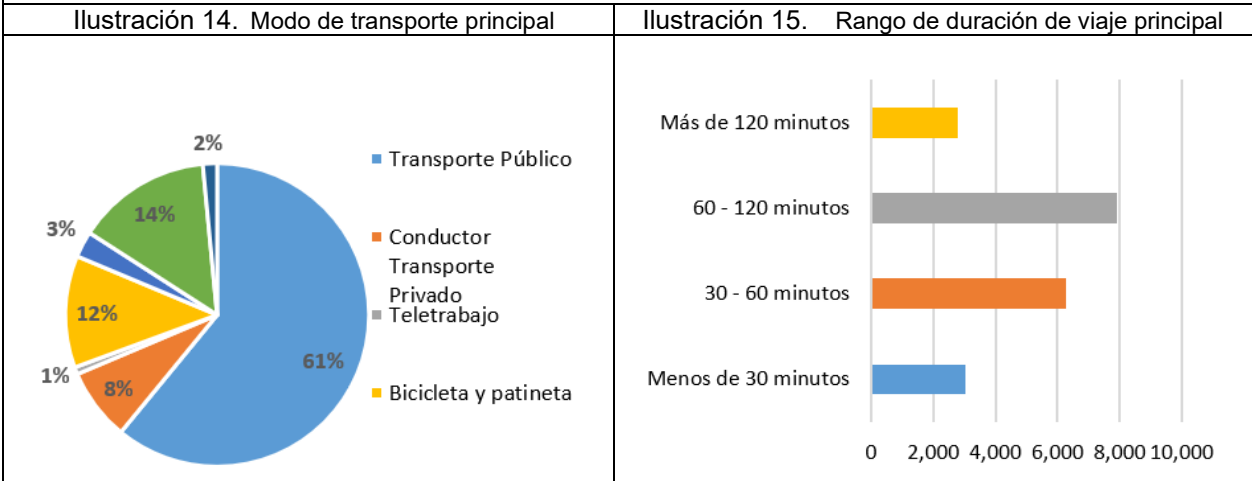 Ilustración 14. Modo de transporte principal
2%
3%
14%
12%
1%
8%
61%
Transporte Público
Conductor
Transporte
Privado
Teletrabajo
Bicicleta y patineta
Ilustración 15. Rango de duración de viaje principal
Más de 120 minutos
60 - 120 minutos
30 - 60 minutos
Menos de 30 minutos
0 2,000 4,000 6,000 8,000 10,000